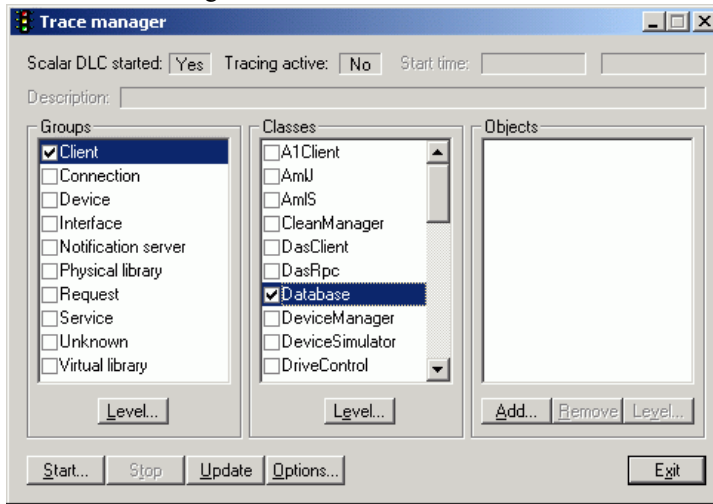 Trace manager
Scalar DLC started: Yes Tracing active: No Start time:
Description:
Groups
Client
Connection
Device
Interface
Notification server
Physical library
Request
Service
Unknown
Virtual library
Level...
Classes
A1Client
AmlJ
AmlS
CleanManager
DasClient
DasRpc
Database
DeviceManager
DeviceSimulator
DriveControl
Level...
Objects
Add... Remove Level...
Start... Stop Update Options... Exit